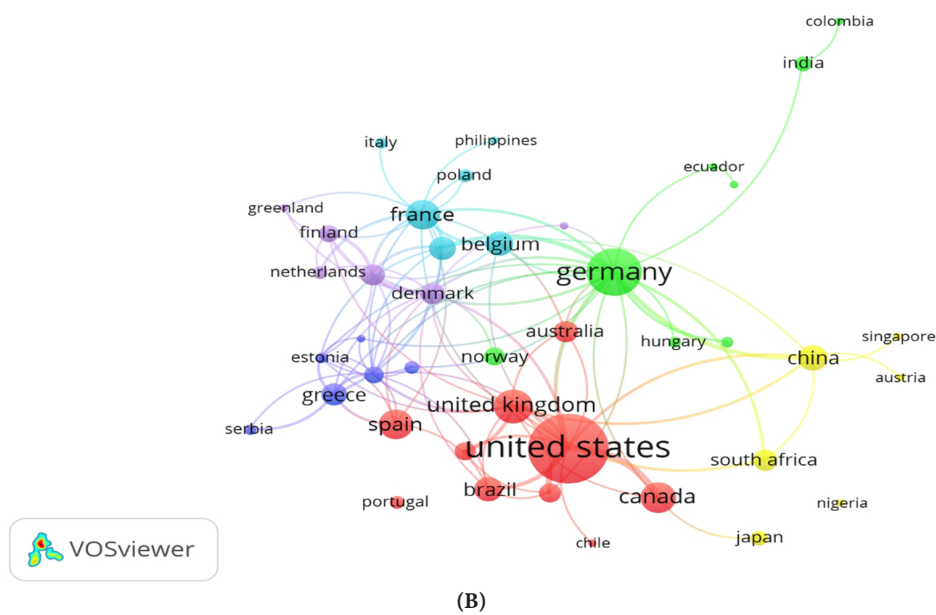 colombia
india
italy
philippines
ecuador
poland
greenland
france
finland
belgium
netherlands
germany
denmark
australia
singapore
hungary
estonia
norway
china
austria
greece
united kingdom
serbia
spain
united states
south africa
brazil
canada
portugal
nigeria
japan
chile
VOSviewer
(B)